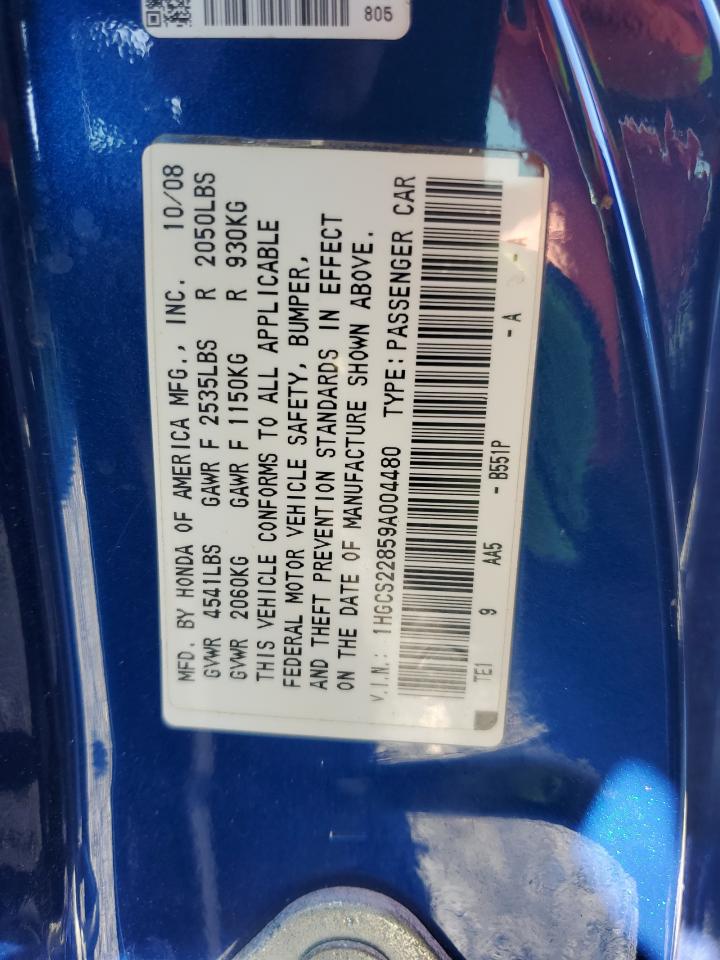 805
MFD. BY HONDA OF AMERICA MFG., INC. 10/08
GVWR 4541LBS GAWR F 2535LBS R 2050LBS
GVWR 2060KG GAWR F 1150KG R 930KG
THIS VEHICLE CONFORMS TO ALL APPLICABLE
FEDERAL MOTOR VEHICLE SAFETY, BUMPER,
AND THEFT PREVENTION STANDARDS IN EFFECT
ON THE DATE OF MANUFACTURE SHOWN ABOVE.
V.I.N.: 1HGCS22859A004480 TYPE:PASSENGER CAR
TE1 9 AA5 - B551P - A - A